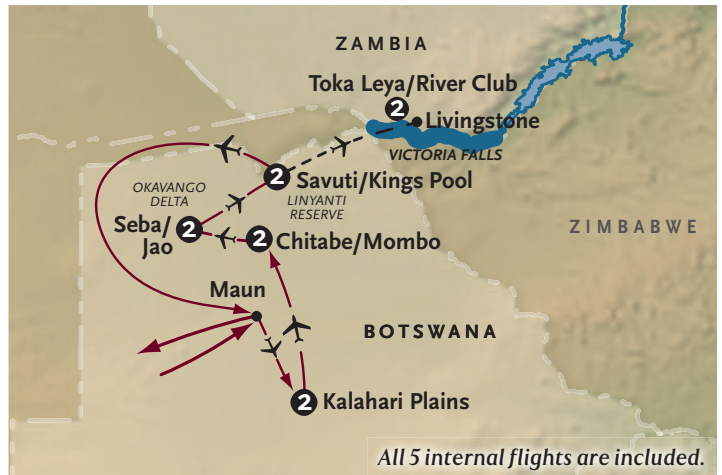 ZAMBIA
Toka Leya/River Club
2
Livingstone
VICTORIA FALLS
2
Savuti/Kings Pool
OKAVANGO
DELTA
LINYANTI
RESERVE
Seba/
Jao
2
2
Chitabe/Mombo
ZIMBABWE
Maun
BOTSWANA
2
Kalahari Plains
All 5 internal flights are included.